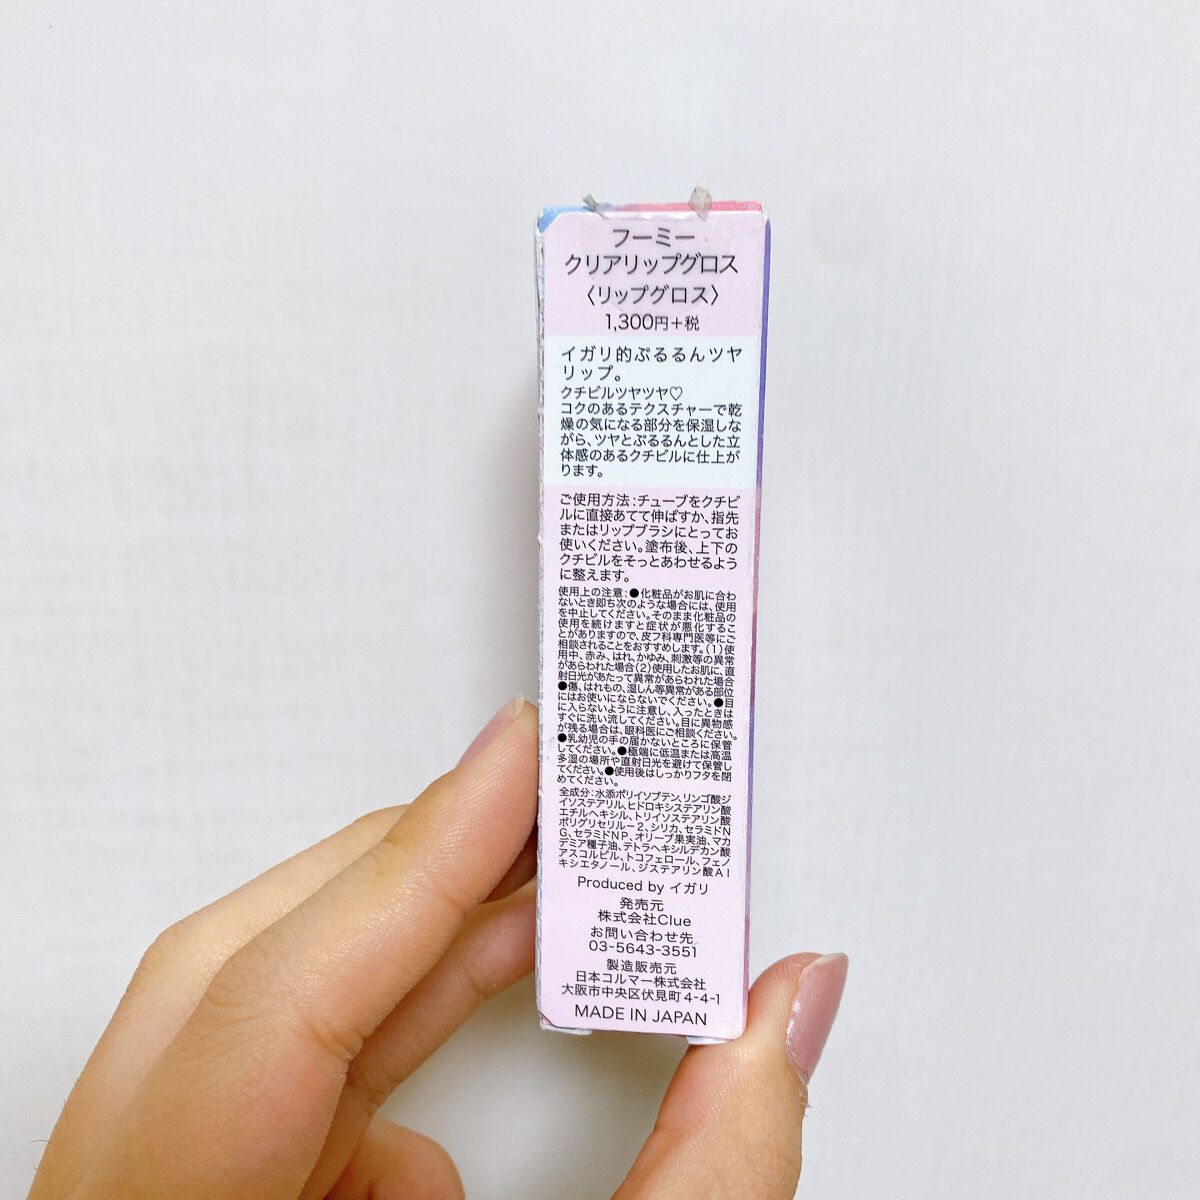 フーミー
クリアリップグロス
〈リップグロス〉
1,300円+税
イガリ的ぷるるんツヤ
リップ。
クチビルツヤツヤ♡
コクのあるテクスチャーで乾
燥の気になる部分を保湿しな
がら、ツヤとぷるるんとした立
体感のあるクチビルに仕上が
ります。
ご使用方法:チューブをクチビ
ルに直接あてて伸ばすか、指先
またはリップブラシにとってお
使いください。塗布後、上下の
クチビルをそっとあわせるよう
に整えます。
使用上の注意:●化粧品がお肌に合わ
ないとき即ち次のような場合には、使用
を中止してください。そのまま化粧品の
使用を続けますと症状が悪化するこ
とがありますので、皮フ科専門医等にご
相談されることをおすすめします。(1)使
用中、赤み、はれ、かゆみ、刺激等の異常
があらわれた場合(2)使用したお肌に、直
射日光があたって異常があらわれた場合
●傷、はれもの、湿しん等異常がある部位
にはお使いにならないでください。●目
に入らないように注意し、入ったときは
すぐに洗い流してください。目に異物感
が残る場合は、眼科医にご相談ください。
●乳幼児の手の届かないところに保管
してください。●極端に低温または高温
多湿の場所や直射日光を避けて保管し
てください。●使用後はしっかりフタを閉
めてください。
全成分:水添ポリイソブテン、リンゴ酸ジ
イソステアリル、ヒドロキシステアリン酸
エチルヘキシル、トリイソステアリン酸
ポリグリセリル-2、シリカ、セラミドN
G、セラミドNP、オリーブ果実油、マカ
デミア種子油、テトラヘキシルデカン酸
アスコルビル、トコフェロール、フェノ
キシエタノール、ジステアリン酸Al
Produced by イガリ
発売元
株式会社Clue
お問い合わせ先
03-5643-3551
製造販売元
日本コルマー株式会社
大阪市中央区伏見町4-4-1
MADE IN JAPAN